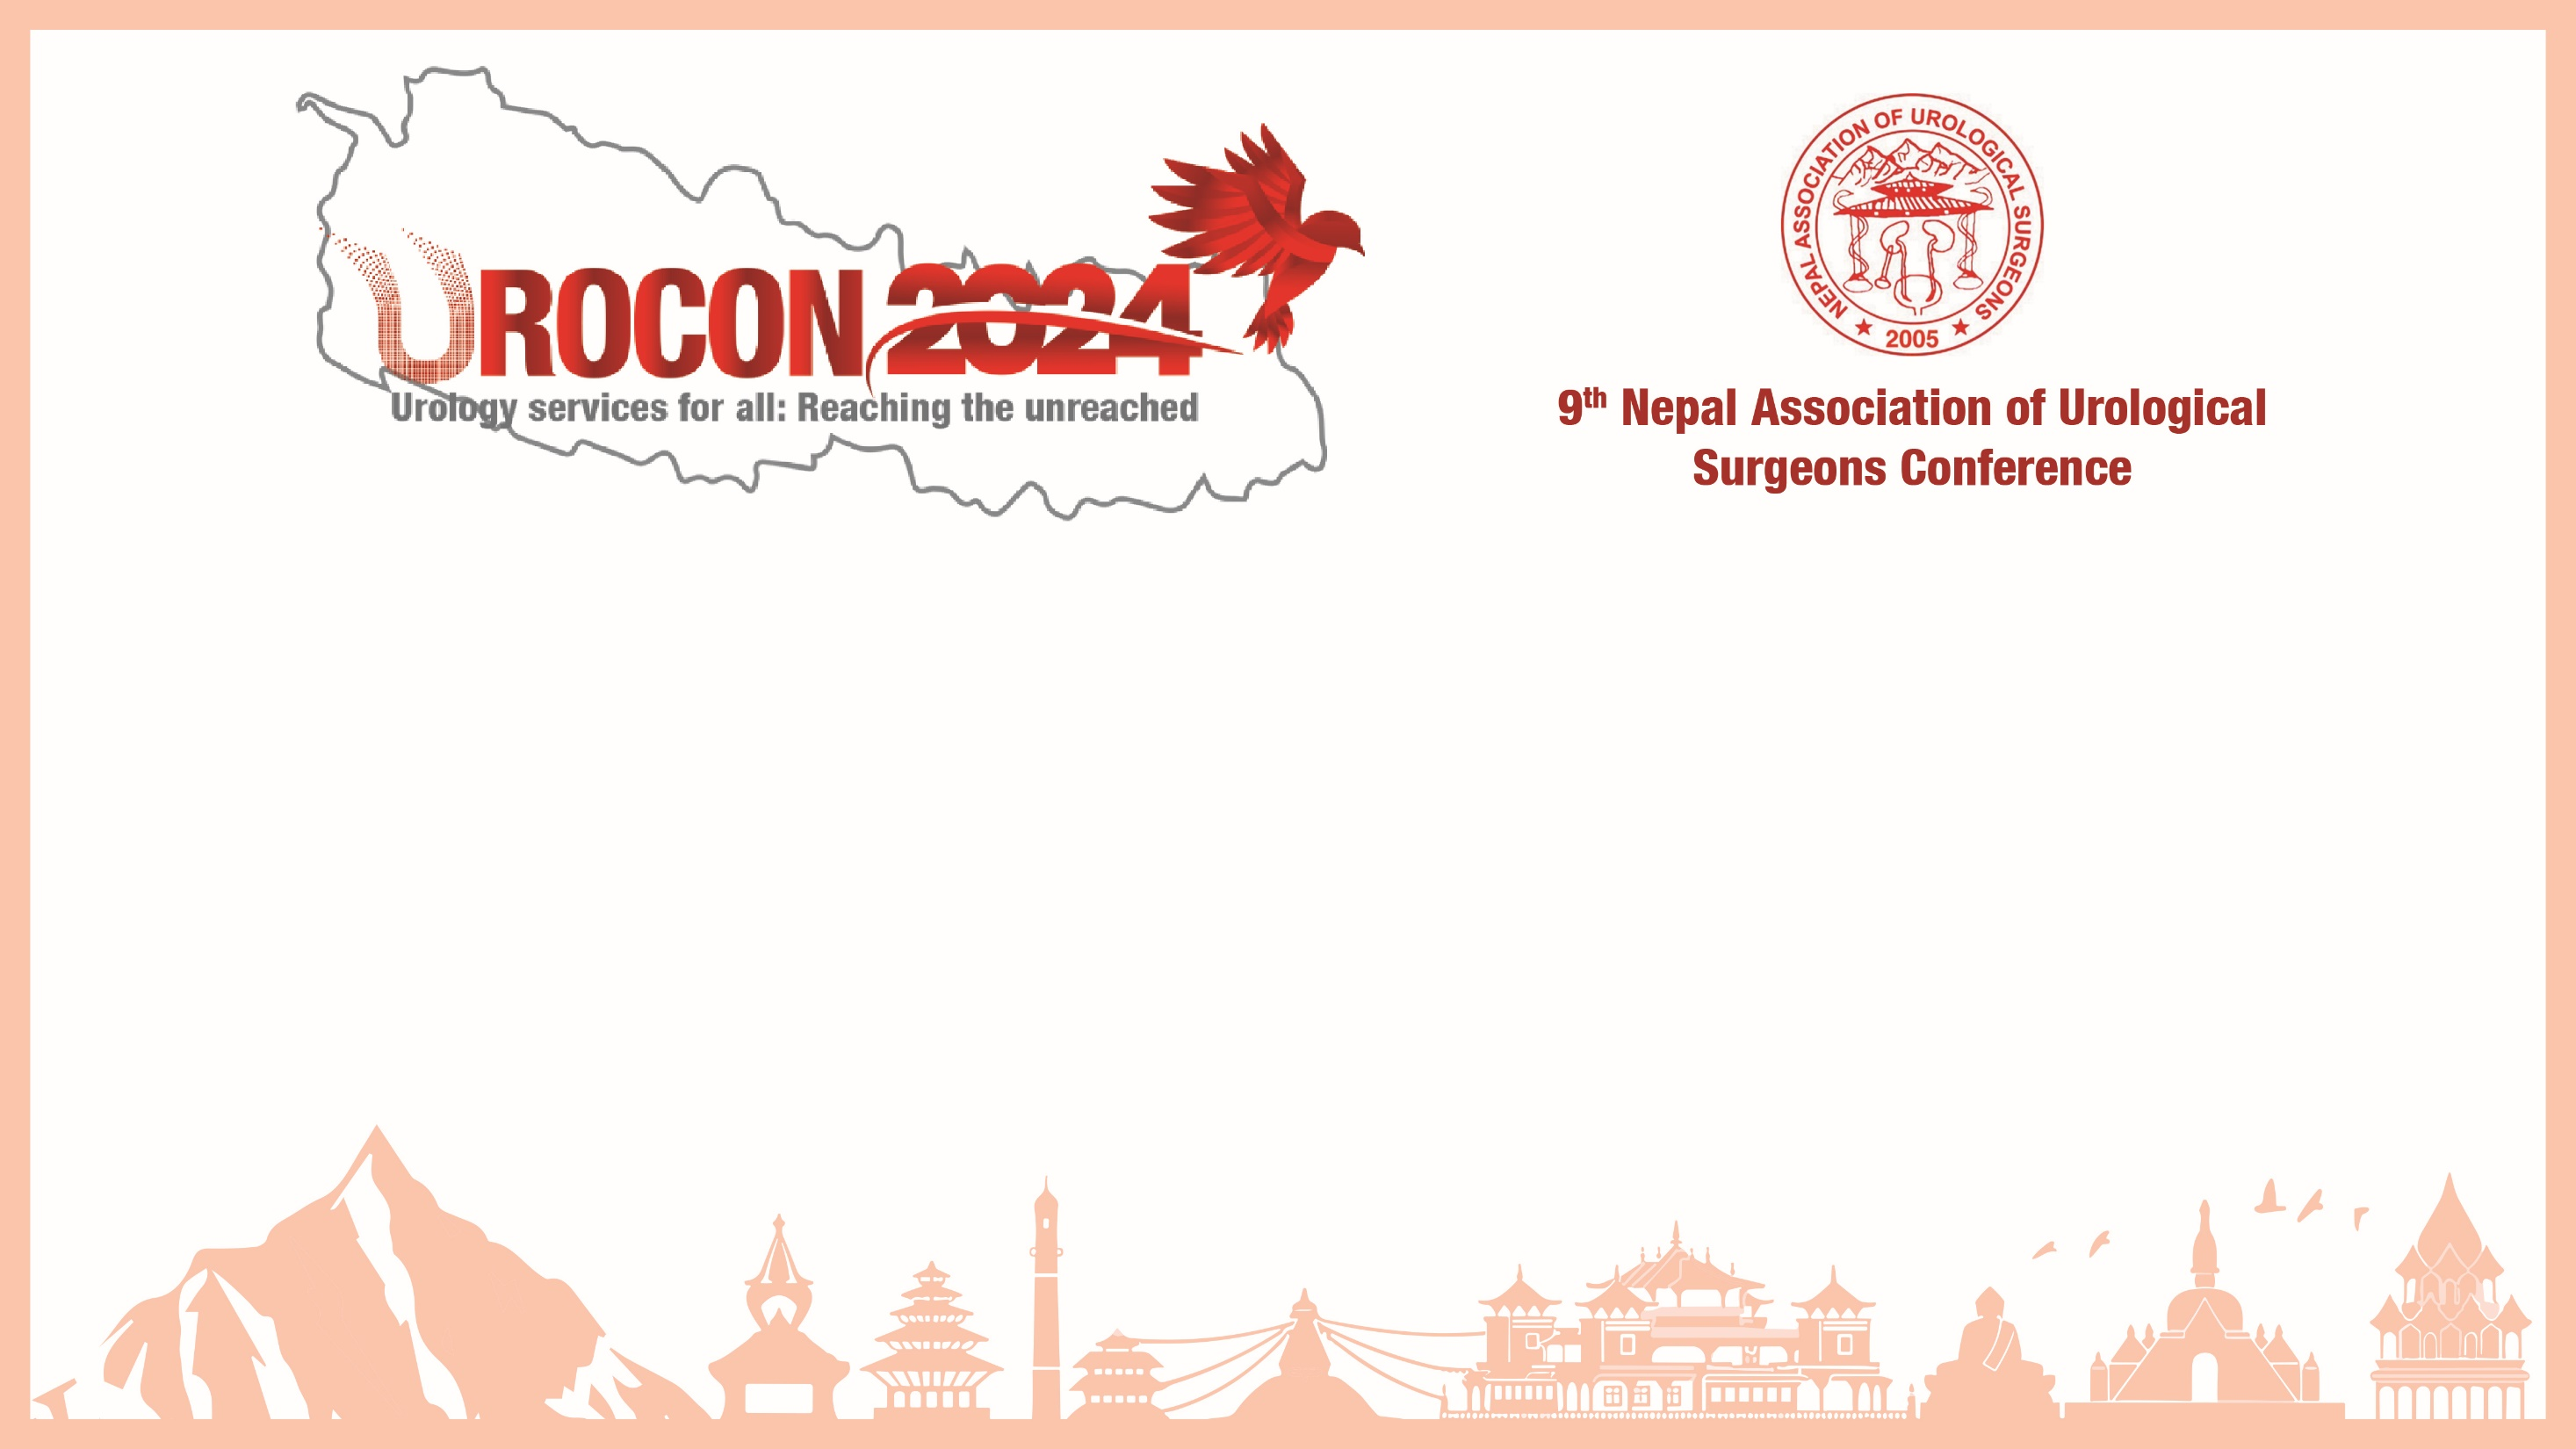 UROCON 2024
Urology services for all: Reaching the unreached
NEPAL ASSOCIATION OF UROLOGICAL SURGEONS
★ 2005 ★
9th Nepal Association of Urological
Surgeons Conference